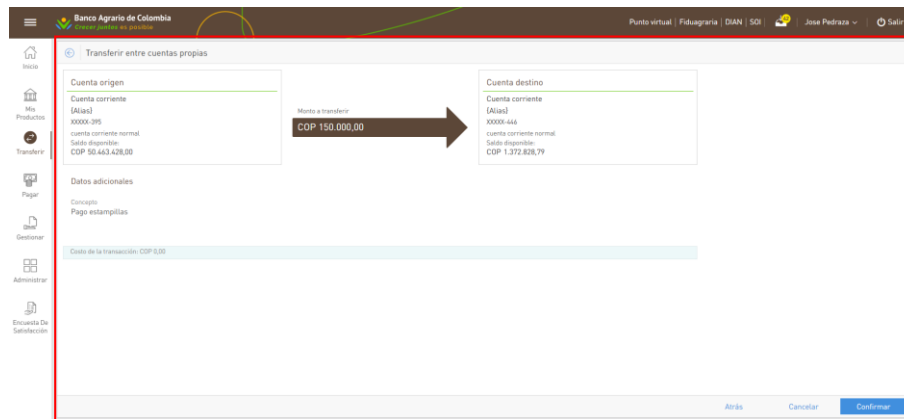 Banco Agrario de Colombia
Crecer juntos es posible
Punto virtual | Fiduagraria | DIAN | SOI | Jose Pedraza | Salir
Inicio
Mis
Productos
Transferir
Pagar
Gestionar
Administrar
Encuesta De
Satisfacción
Transferir entre cuentas propias
Cuenta origen
Cuenta corriente
{Alias}
XXXXX-395
cuenta corriente normal
Saldo disponible:
COP 50.463.428,00
Monto a transferir
COP 150.000,00
Cuenta destino
Cuenta corriente
{Alias}
XXXXX-446
cuenta corriente normal
Saldo disponible:
COP 1.372.828,79
Datos adicionales
Concepto
Pago estampillas
Costo de la transacción: COP 0,00
Atrás
Cancelar
Confirmar